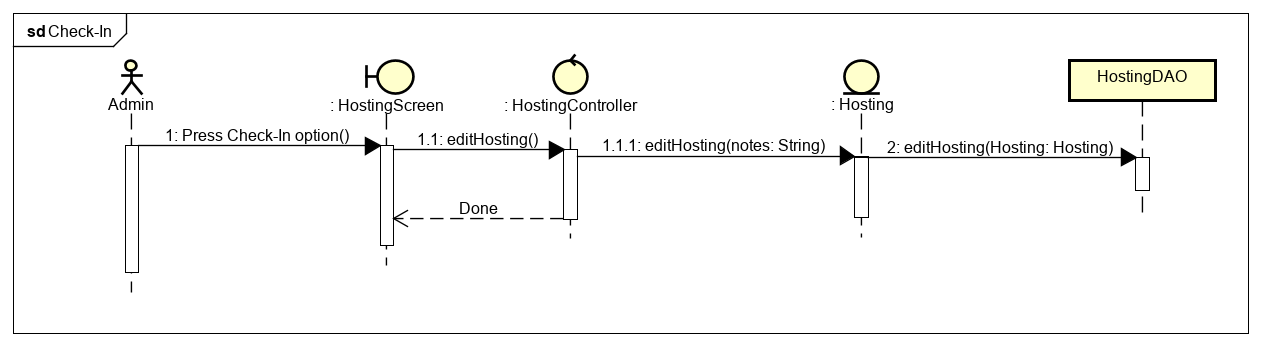 sd Check-In
Admin
: HostingScreen
: HostingController
: Hosting
HostingDAO
1: Press Check-In option()
1.1: editHosting()
1.1.1: editHosting(notes: String)
2: editHosting(Hosting: Hosting)
Done